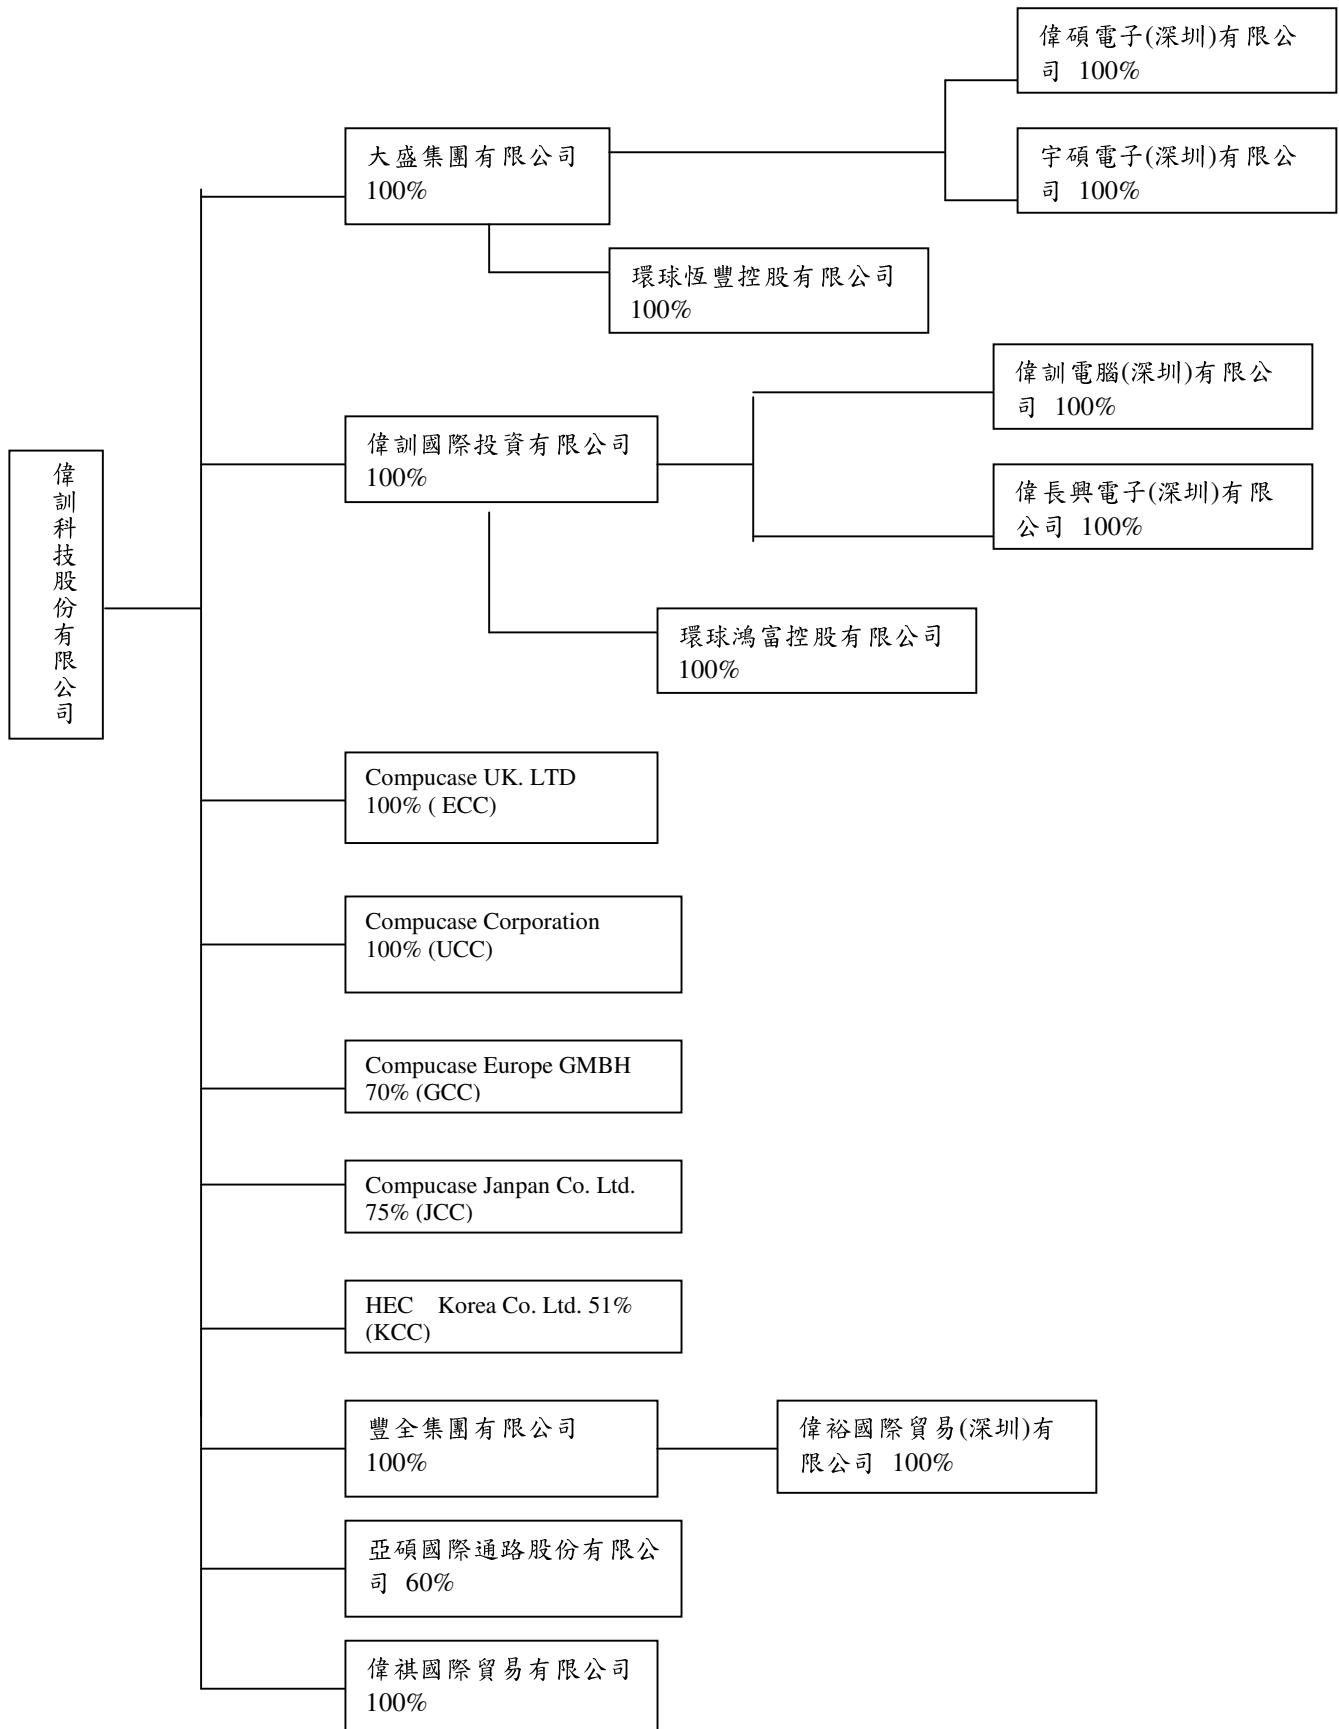 偉碩電子(深圳)有限公
司 100%
大盛集團有限公司
100%
宇碩電子(深圳)有限公
司 100%
環球恆豐控股有限公司
100%
偉訓電腦(深圳)有限公
司 100%
偉訓國際投資有限公司
100%
偉長興電子(深圳)有限
公司 100%
偉訓科技股份有限公司
環球鴻富控股有限公司
100%
Compucase UK. LTD
100% ( ECC)
Compucase Corporation
100% (UCC)
Compucase Europe GMBH
70% (GCC)
Compucase Janpan Co. Ltd.
75% (JCC)
HEC Korea Co. Ltd. 51%
(KCC)
豐全集團有限公司
100%
偉裕國際貿易(深圳)有
限公司 100%
亞碩國際通路股份有限公
司 60%
偉祺國際貿易有限公司
100%